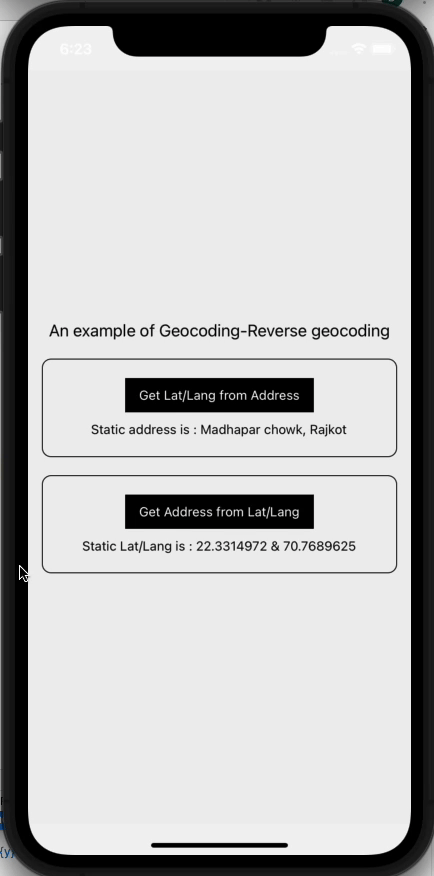 6:23
An example of Geocoding-Reverse geocoding
Get Lat/Lang from Address
Static address is : Madhapar chowk, Rajkot
Get Address from Lat/Lang
Static Lat/Lang is : 22.3314972 & 70.7689625